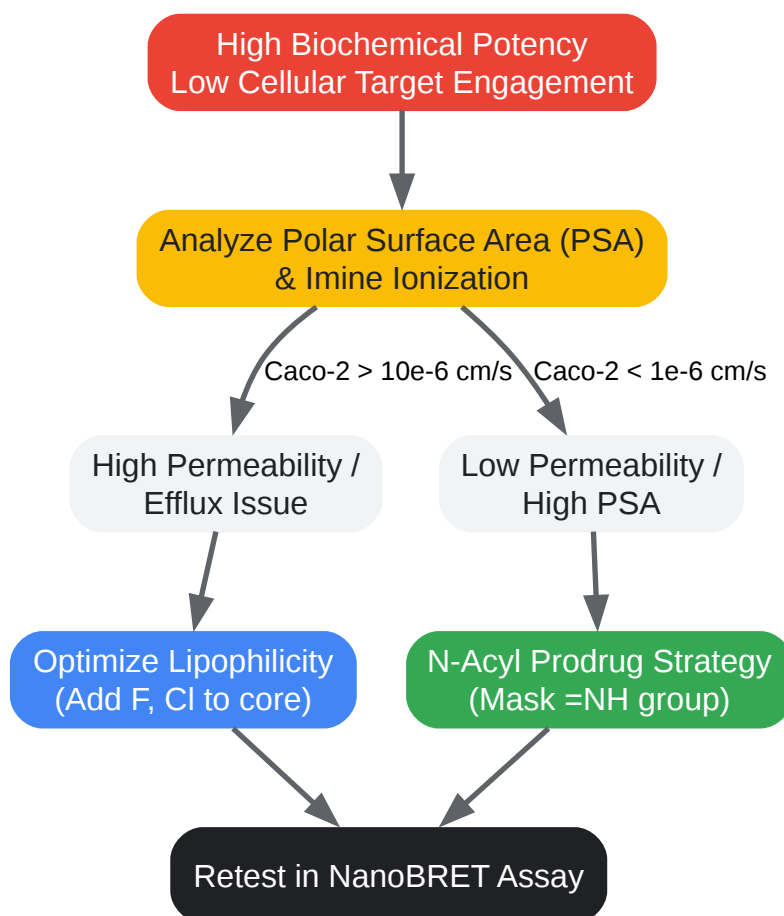 High Biochemical Potency
Low Cellular Target Engagement
Analyze Polar Surface Area (PSA)
& Imine Ionization
Caco-2 > 10e-6 cm/s
Caco-2 < 1e-6 cm/s
High Permeability /
Efflux Issue
Low Permeability /
High PSA
Optimize Lipophilicity
(Add F, Cl to core)
N-Acyl Prodrug Strategy
(Mask =NH group)
Retest in NanoBRET Assay